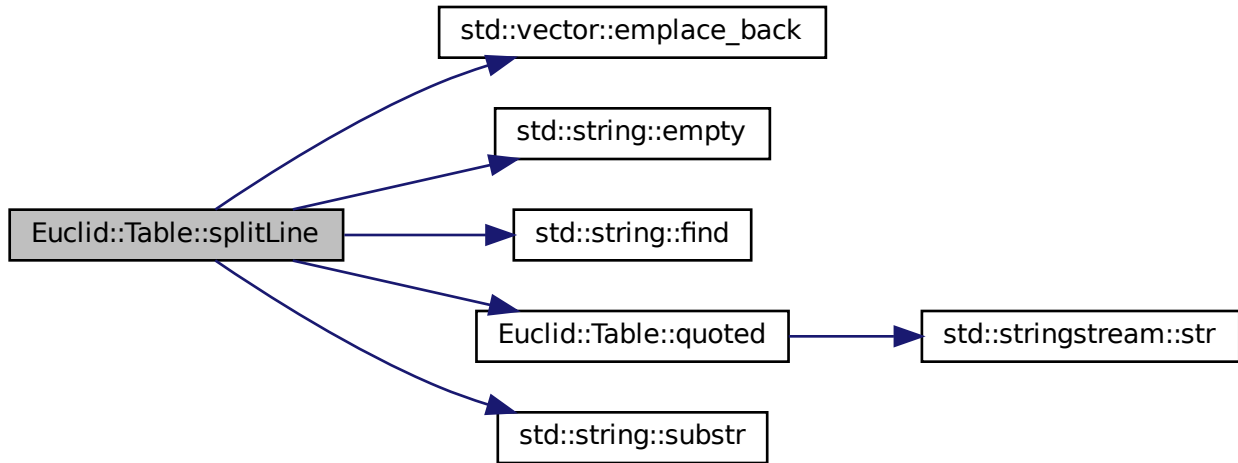 std::vector::emplace_back
std::string::empty
Euclid::Table::splitLine
std::string::find
Euclid::Table::quoted
std::stringstream::str
std::string::substr